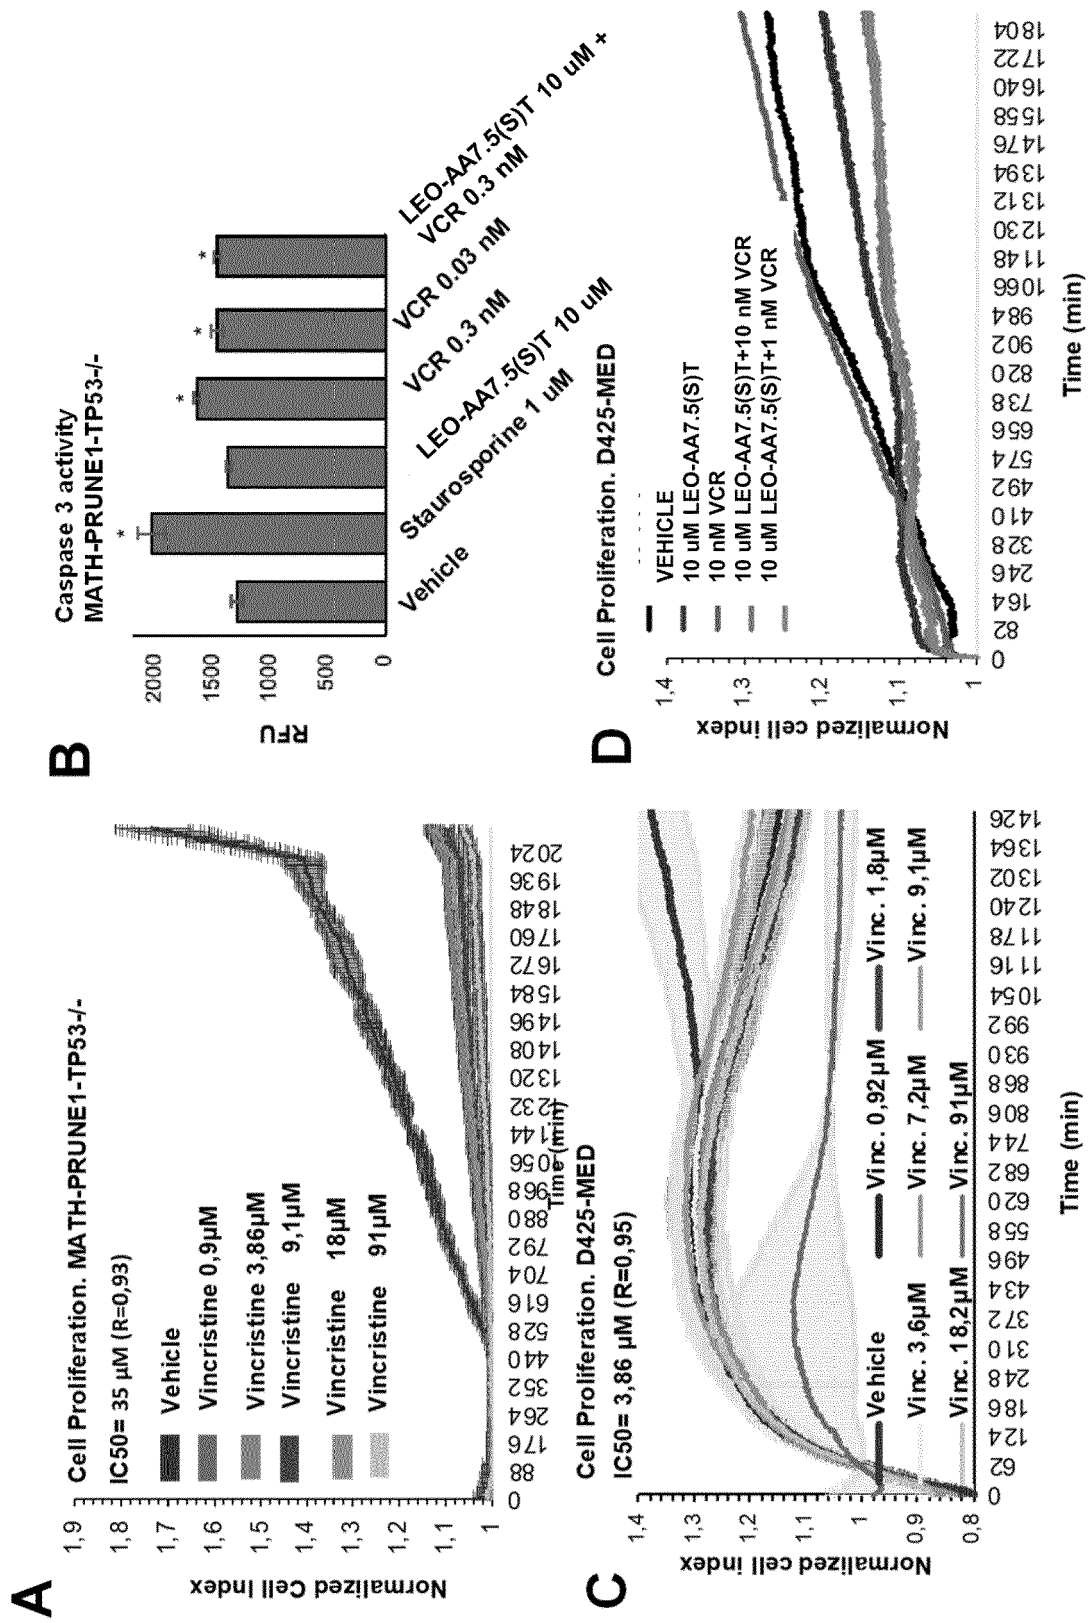 A
Cell Proliferation. MATH-PRUNE1-TP53-/-
IC50= 35 µM (R=0,93)
Vehicle
Vincristine 0,9µM
Vincristine 3,86µM
Vincristine 9,1µM
Vincristine 18µM
Vincristine 91µM
Normalized Cell Index
1,9
1,8
1,7
1,6
1,5
1,4
1,3
1,2
1,1
1
0 88 176 264 352 440 528 616 704 792 880 968 1056 1144 1232 1320 1408 1496 1584 1672 1760 1848 1936 2024
Time (min)
B
Caspase 3 activity
MATH-PRUNE1-TP53-/-
RFU
2000
1500
1000
500
0
* * * *
Vehicle
Staurosporine 1 uM
LEO-AA7.5(S)T 10 uM
VCR 0.3 nM
VCR 0.03 nM
LEO-AA7.5(S)T 10 uM +
VCR 0.3 nM
C
Cell Proliferation D425-MED
IC50= 3,86 µM (R=0,95)
Normalized cell index
1,4
1,3
1,2
1,1
1
0,9
0,8
Vehicle Vinc. 0,92µM Vinc. 1,8µM
Vinc. 3,6µM Vinc. 7,2µM Vinc. 9,1µM
Vinc. 18,2µM Vinc. 91µM
0 62 124 186 248 310 372 434 496 558 620 682 744 806 868 930 992 1054 1116 1178 1240 1302 1364 1426
Time (min)
D
Cell Proliferation. D425-MED
VEHICLE
10 uM LEO-AA7.5(S)T
10 nM VCR
10 uM LEO-AA7.5(S)T+10 nM VCR
10 uM LEO-AA7.5(S)T+1 nM VCR
Normalized cell index
1,4
1,3
1,2
1,1
1
0 82 164 246 328 410 492 574 656 738 820 902 984 1066 1148 1230 1312 1394 1476 1558 1640 1722 1804
Time (min)